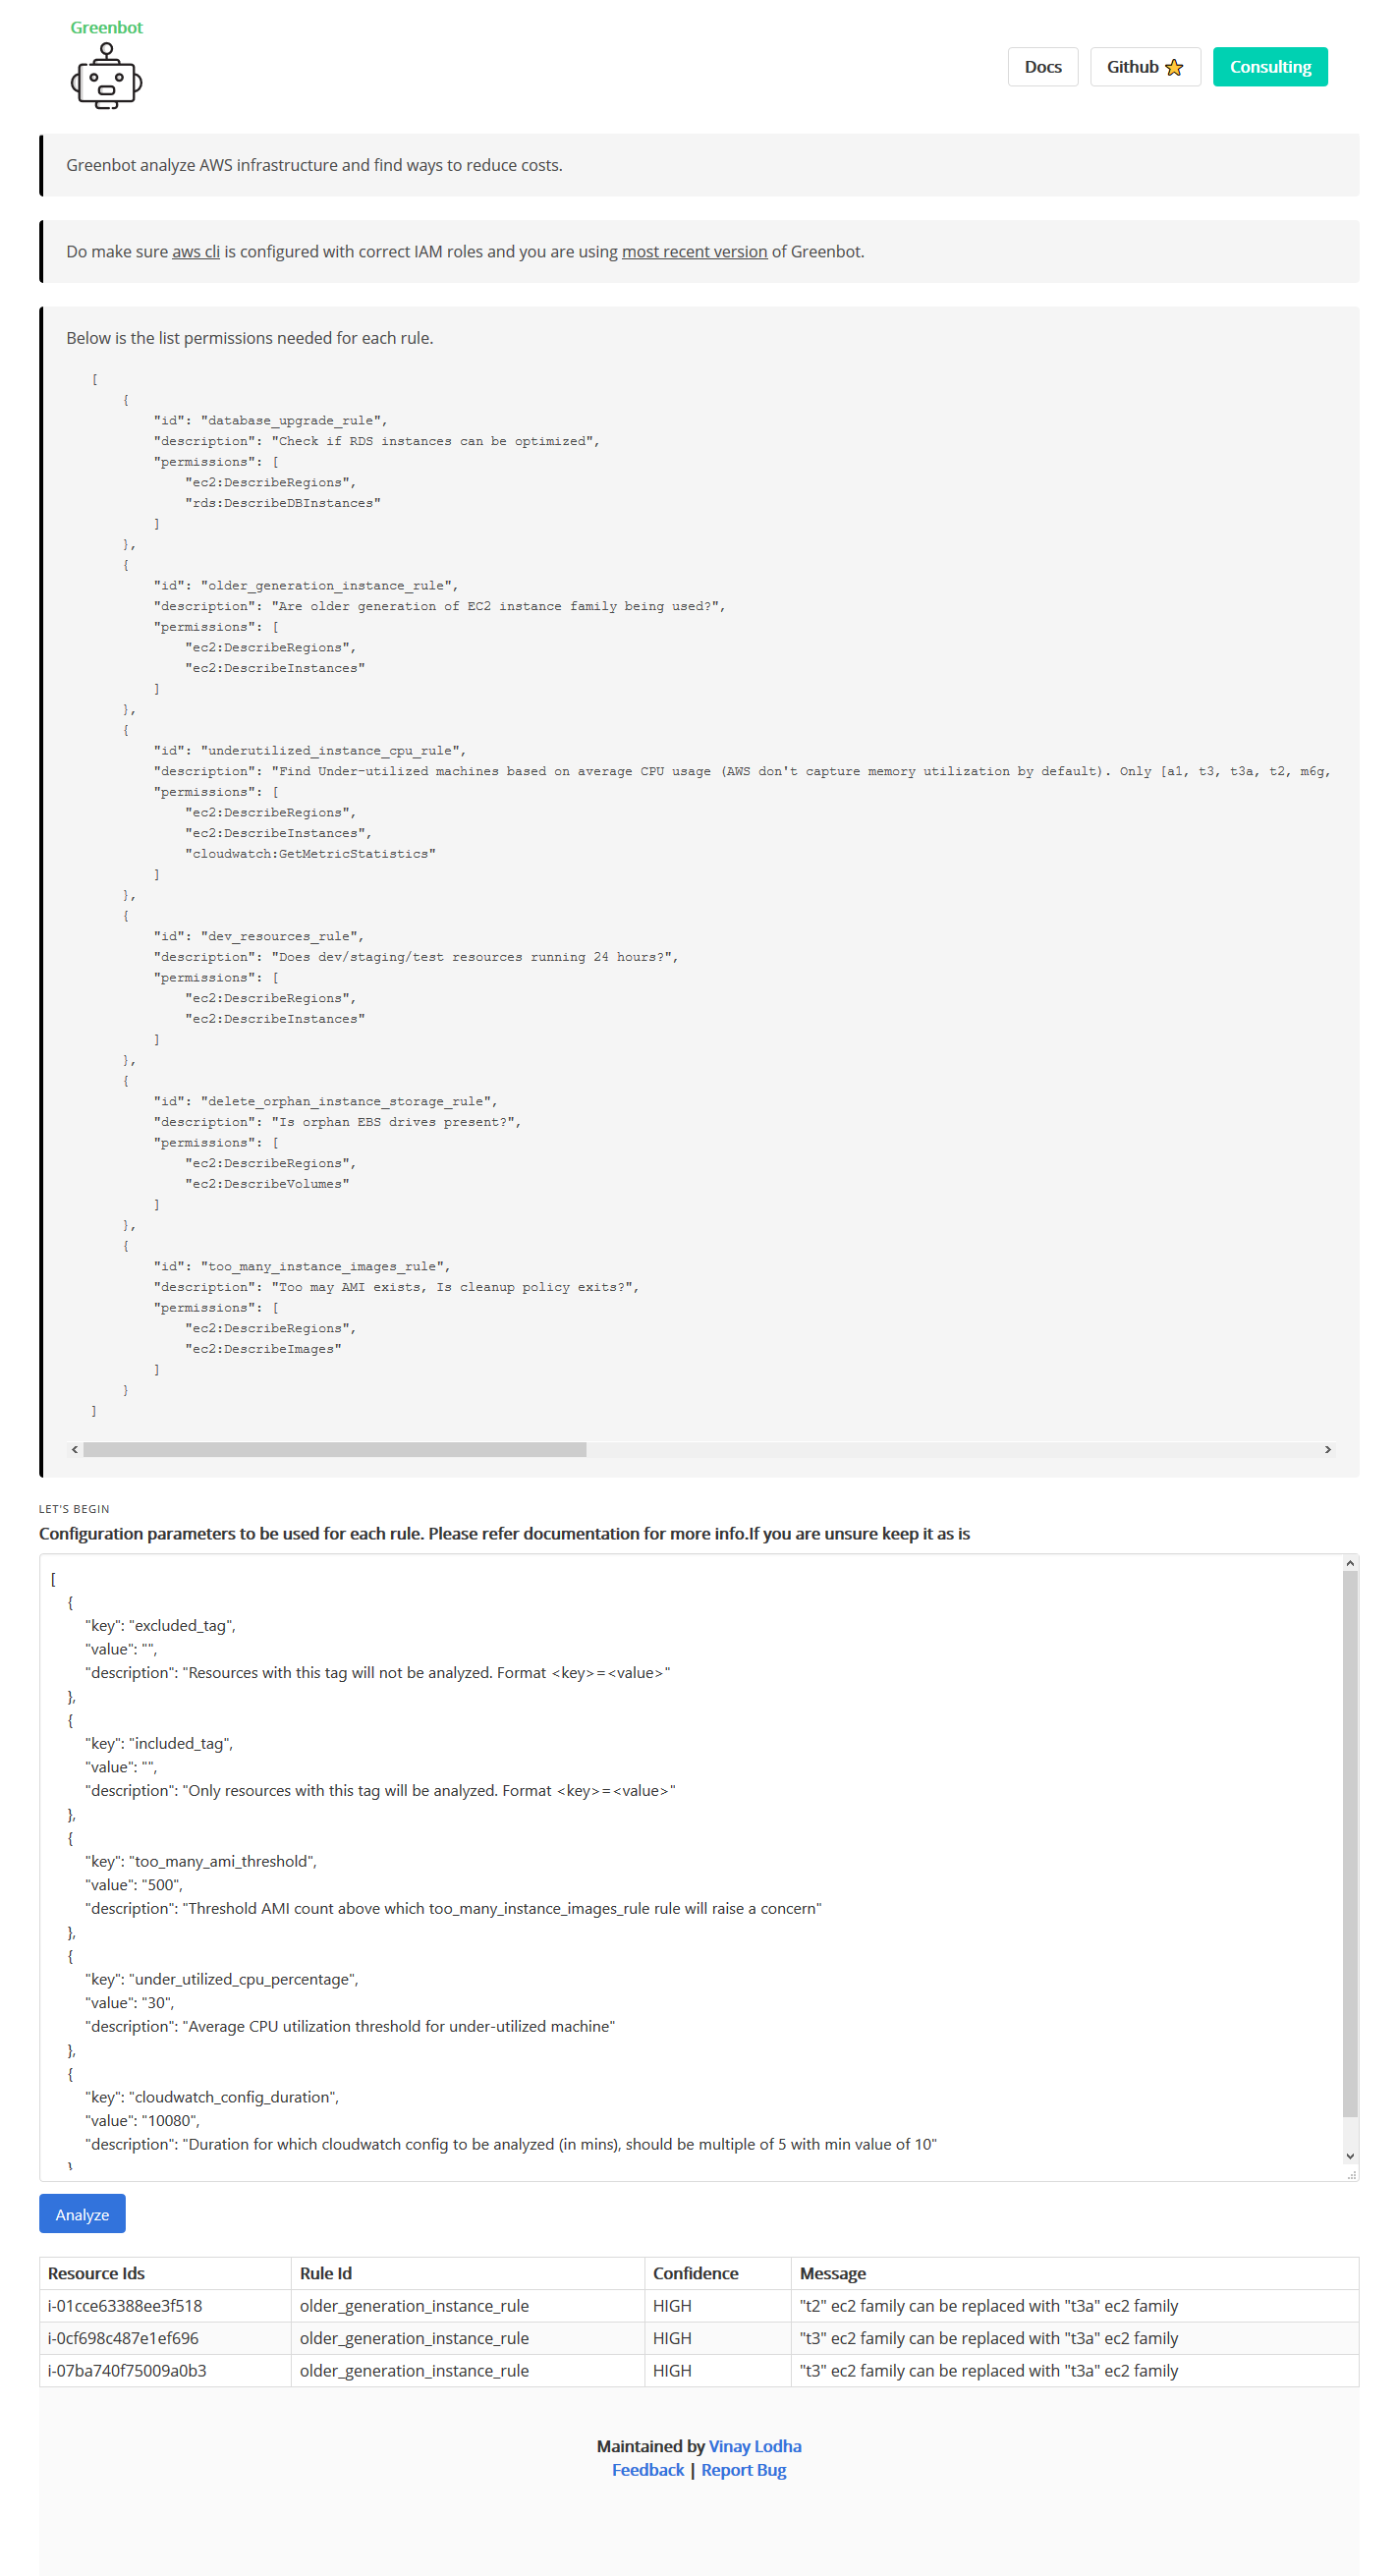 Greenbot
Docs
Github
Consulting
Greenbot analyze AWS infrastructure and find ways to reduce costs.
Do make sure aws cli is configured with correct IAM roles and you are using most recent version of Greenbot.
Below is the list permissions needed for each rule.
[
{
"id": "database_upgrade_rule",
"description": "Check if RDS instances can be optimized",
"permissions": [
"ec2:DescribeRegions",
"rds:DescribeDBInstances"
]
},
{
"id": "older_generation_instance_rule",
"description": "Are older generation of EC2 instance family being used?",
"permissions": [
"ec2:DescribeRegions",
"ec2:DescribeInstances"
]
},
{
"id": "underutilized_instance_cpu_rule",
"description": "Find Under-utilized machines based on average CPU usage (AWS don't capture memory utilization by default). Only [a1, t3, t3a, t2, m6g,
"permissions": [
"ec2:DescribeRegions",
"ec2:DescribeInstances",
"cloudwatch:GetMetricStatistics"
]
},
{
"id": "dev_resources_rule",
"description": "Does dev/staging/test resources running 24 hours?",
"permissions": [
"ec2:DescribeRegions",
"ec2:DescribeInstances"
]
},
{
"id": "delete_orphan_instance_storage_rule",
"description": "Is orphan EBS drives present?",
"permissions": [
"ec2:DescribeRegions",
"ec2:DescribeVolumes"
]
},
{
"id": "too_many_instance_images_rule",
"description": "Too may AMI exists, Is cleanup policy exits?",
"permissions": [
"ec2:DescribeRegions",
"ec2:DescribeImages"
]
}
]
LET'S BEGIN
Configuration parameters to be used for each rule. Please refer documentation for more info.If you are unsure keep it as is
[
{
"key": "excluded_tag",
"value": "",
"description": "Resources with this tag will not be analyzed. Format <key>=<value>"
},
{
"key": "included_tag",
"value": "",
"description": "Only resources with this tag will be analyzed. Format <key>=<value>"
},
{
"key": "too_many_ami_threshold",
"value": "500",
"description": "Threshold AMI count above which too_many_instance_images_rule rule will raise a concern"
},
{
"key": "under_utilized_cpu_percentage",
"value": "30",
"description": "Average CPU utilization threshold for under-utilized machine"
},
{
"key": "cloudwatch_config_duration",
"value": "10080",
"description": "Duration for which cloudwatch config to be analyzed (in mins), should be multiple of 5 with min value of 10"
}
Analyze
Resource Ids Rule Id Confidence Message
i-01cce63388ee3f518 older_generation_instance_rule HIGH "t2" ec2 family can be replaced with "t3a" ec2 family
i-0cf698c487e1ef696 older_generation_instance_rule HIGH "t3" ec2 family can be replaced with "t3a" ec2 family
i-07ba740f75009a0b3 older_generation_instance_rule HIGH "t3" ec2 family can be replaced with "t3a" ec2 family
Maintained by Vinay Lodha
Feedback | Report Bug